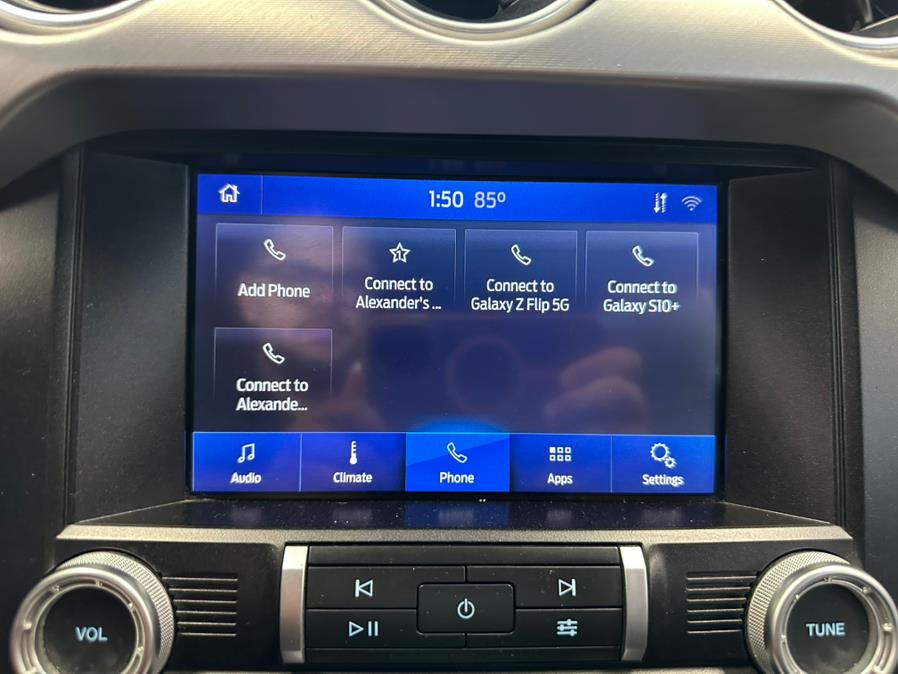 1:50 85º
Add Phone
Connect to
Alexander's ...
Connect to
Galaxy Z Flip 5G
Connect to
Galaxy S10+
Connect to
Alexande...
Audio
Climate
Phone
Apps
Settings
VOL
TUNE